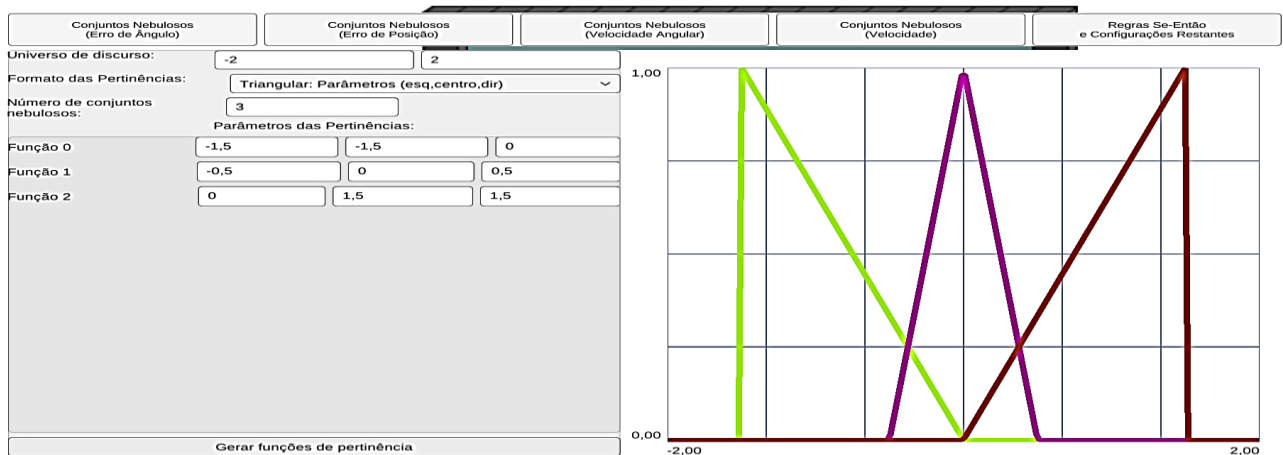 Conjuntos Nebulosos
(Erro de Ângulo)
Conjuntos Nebulosos
(Erro de Posição)
Conjuntos Nebulosos
(Velocidade Angular)
Conjuntos Nebulosos
(Velocidade)
Regras Se-Então
e Configurações Restantes
Universo de discurso: -2 2
Formato das Pertinências: Triangular: Parâmetros (esq,centro,dir)
Número de conjuntos
nebulosos: 3
Parâmetros das Pertinências:
Função 0 -1,5 -1,5 0
Função 1 -0,5 0 0,5
Função 2 0 1,5 1,5
Gerar funções de pertinência
1,00
0,00
-2,00 2,00